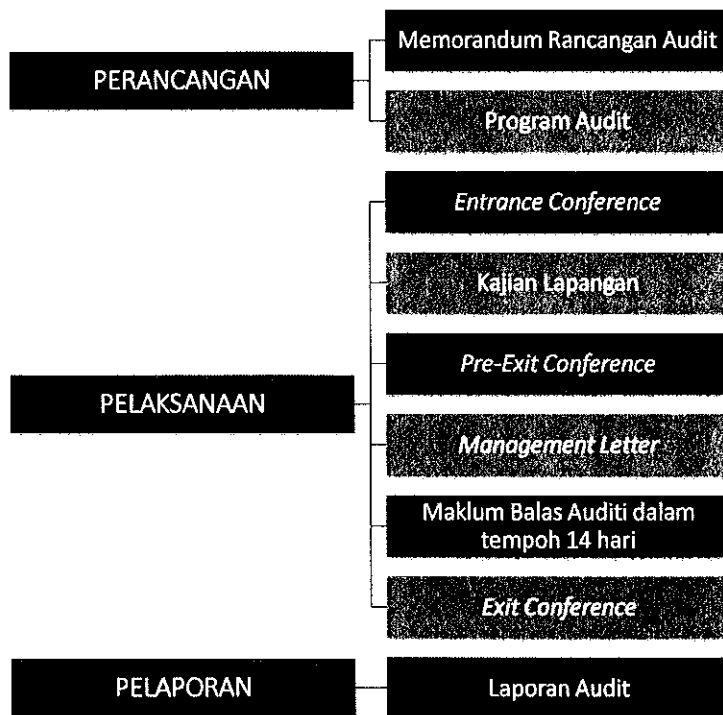 PERANCANGAN
Memorandum Rancangan Audit
Program Audit
PELAKSANAAN
Entrance Conference
Kajian Lapangan
Pre-Exit Conference
Management Letter
Maklum Balas Auditi dalam
tempoh 14 hari
Exit Conference
PELAPORAN
Laporan Audit